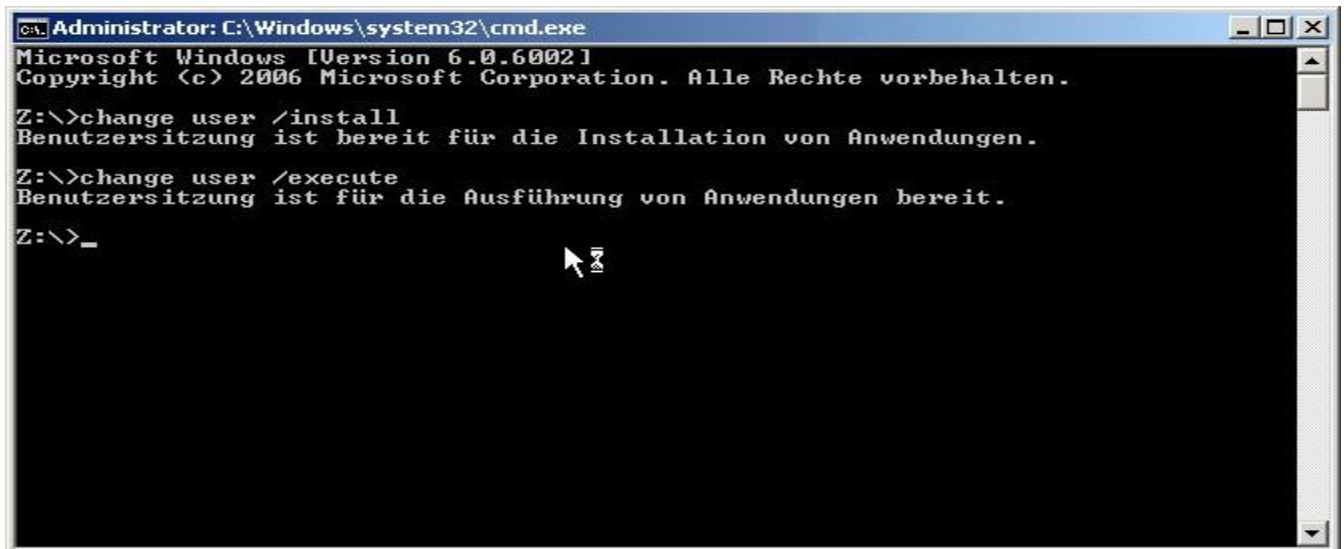 Administrator: C:\Windows\system32\cmd.exe
Microsoft Windows [Version 6.0.6002]
Copyright (c) 2006 Microsoft Corporation. Alle Rechte vorbehalten.
Z:\>change user /install
Benutzersitzung ist bereit für die Installation von Anwendungen.
Z:\>change user /execute
Benutzersitzung ist für die Ausführung von Anwendungen bereit.
Z:\>_